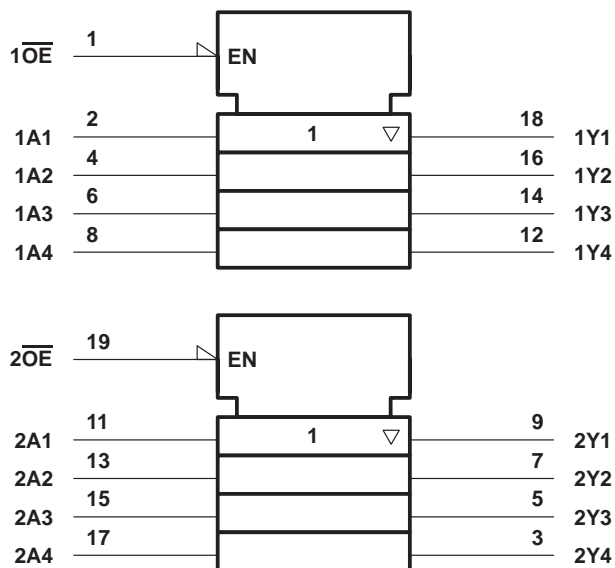 1O̅E̅ 1 EN
1A1 2 1 ▽ 18 1Y1
1A2 4 16 1Y2
1A3 6 14 1Y3
1A4 8 12 1Y4
2O̅E̅ 19 EN
2A1 11 1 ▽ 9 2Y1
2A2 13 7 2Y2
2A3 15 5 2Y3
2A4 17 3 2Y4